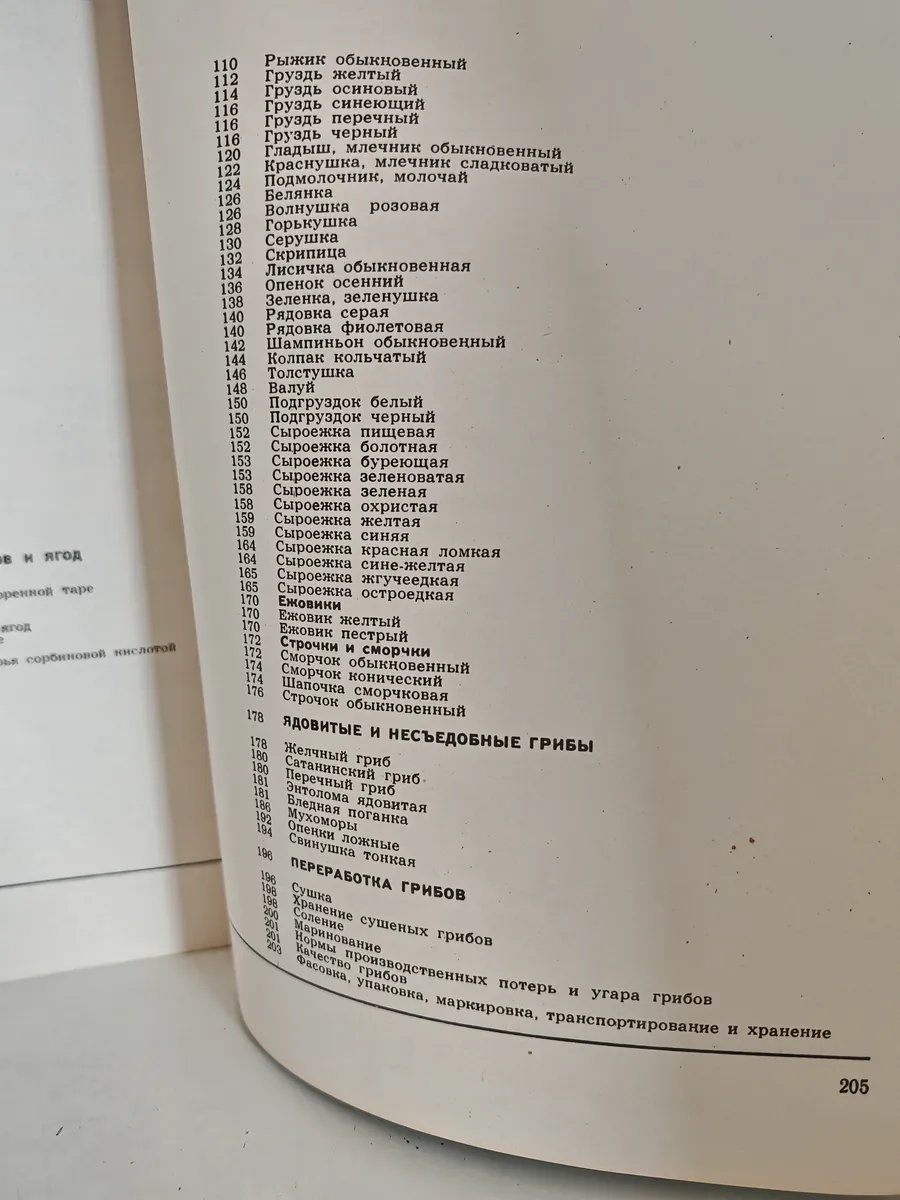 в и ягод
оренной таре
ягод
е
рья сорбиновой кислотой
110 Рыжик обыкновенный
112 Груздь желтый
114 Груздь осиновый
116 Груздь синеющий
116 Груздь перечный
116 Груздь черный
120 Гладыш, млечник обыкновенный
122 Краснушка, млечник сладковатый
124 Подмолочник, молочай
126 Белянка
126 Волнушка розовая
128 Горькушка
130 Серушка
132 Скрипица
134 Лисичка обыкновенная
136 Опенок осенний
138 Зеленка, зеленушка
140 Рядовка серая
140 Рядовка фиолетовая
142 Шампиньон обыкновенный
144 Колпак кольчатый
146 Толстушка
148 Валуй
150 Подгруздок белый
150 Подгруздок черный
152 Сыроежка пищевая
152 Сыроежка болотная
153 Сыроежка буреющая
153 Сыроежка зеленоватая
158 Сыроежка зеленая
158 Сыроежка охристая
159 Сыроежка желтая
159 Сыроежка синяя
164 Сыроежка красная ломкая
164 Сыроежка сине-желтая
165 Сыроежка жгучеедкая
165 Сыроежка остроедкая
170 Ежовики
170 Ежовик желтый
170 Ежовик пестрый
172 Строчки и сморчки
172 Сморчок обыкновенный
174 Сморчок конический
174 Шапочка сморчковая
176 Строчок обыкновенный
178 ЯДОВИТЫЕ И НЕСЪЕДОБНЫЕ ГРИБЫ
178 Желчный гриб
180 Сатанинский гриб
180 Перечный гриб
181 Энтолома ядовитая
181 Бледная поганка
186 Мухоморы
192 Опенки ложные
194 Свинушка тонкая
196 ПЕРЕРАБОТКА ГРИБОВ
196 Сушка
198 Хранение сушеных грибов
198 Соление
200 Маринование
201 Нормы производственных потерь и угара грибов
201 Качество грибов
203 Фасовка, упаковка, маркировка, транспортирование и хранение
205